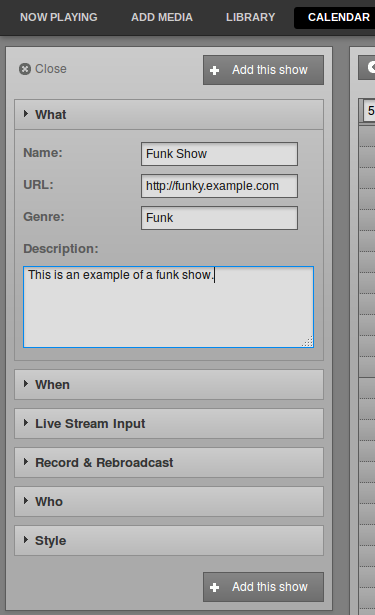 NOW PLAYING ADD MEDIA LIBRARY CALENDAR
Close Add this show
What
Name: Funk Show
URL: http://funky.example.com
Genre: Funk
Description:
This is an example of a funk show.
When
Live Stream Input
Record & Rebroadcast
Who
Style
Add this show
5